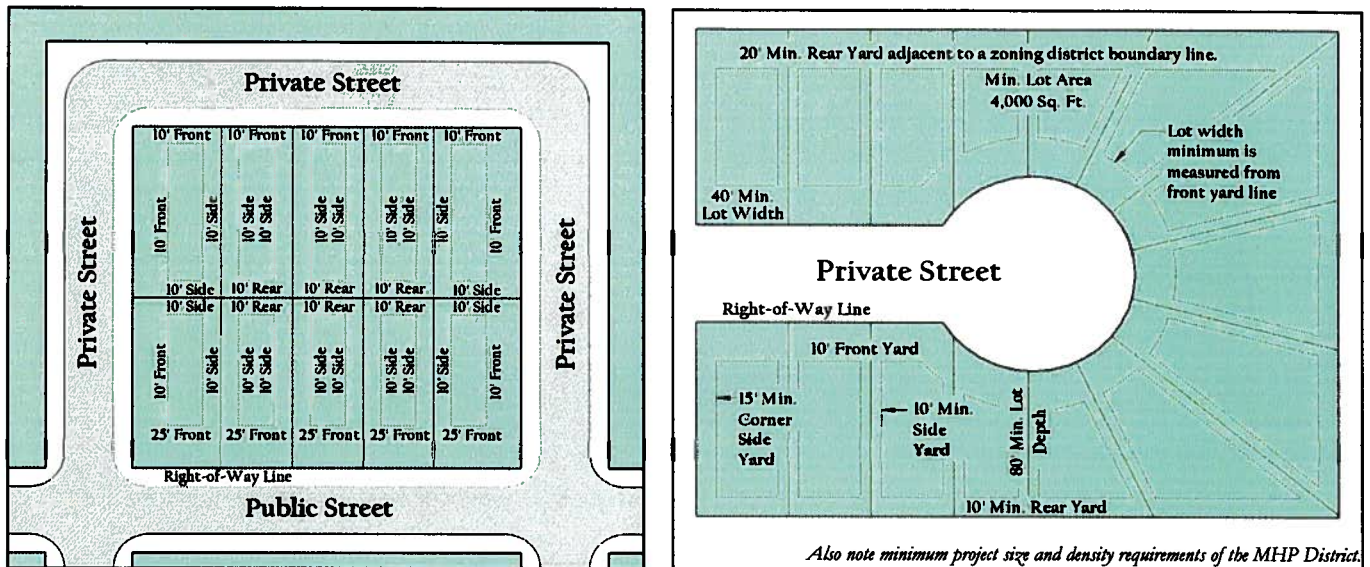 Private Street
10' Front 10' Front 10' Front 10' Front 10' Front
Private Street
10' Front
10' Side
10' Side
10' Side
10' Side
10' Side
10' Side
10' Side
10' Side
10' Front
Private Street
10' Side 10' Rear 10' Rear 10' Rear 10' Side
10' Side 10' Rear 10' Rear 10' Rear 10' Side
10' Front
10' Side
10' Side
10' Side
10' Side
10' Side
10' Side
10' Side
10' Side
10' Front
25' Front 25' Front 25' Front 25' Front 25' Front
Right-of-Way Line
Public Street
20' Min. Rear Yard adjacent to a zoning district boundary line.
Min. Lot Area
4,000 Sq. Ft.
Lot width
minimum is
measured from
front yard line
40' Min.
Lot Width
Private Street
Right-of-Way Line
10' Front Yard
15' Min.
Corner
Side
Yard
10' Min.
Side
Yard
80' Min. Lot
Depth
10' Min. Rear Yard
Also note minimum project size and density requirements of the MHP District.